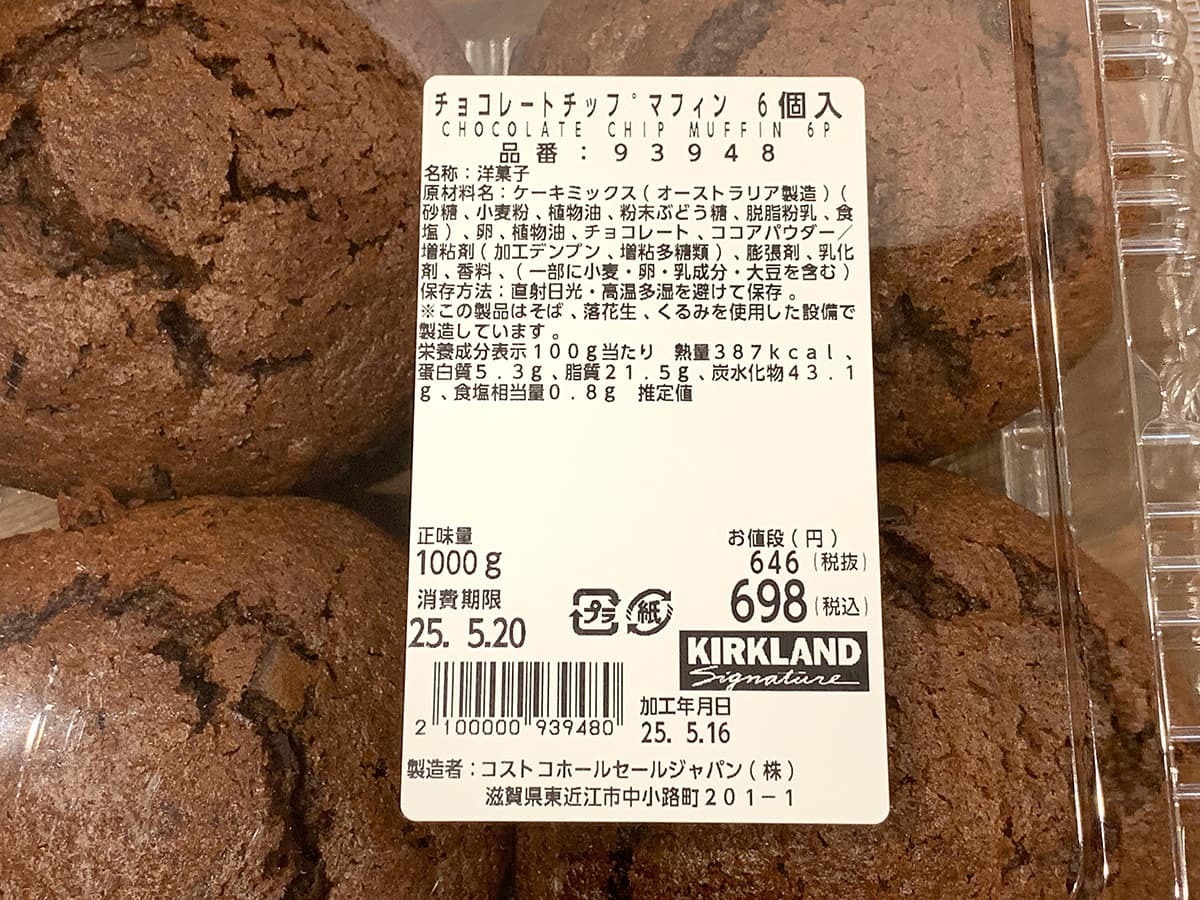 チョコレートチップマフィン 6個入
CHOCOLATE CHIP MUFFIN 6P
品番:93948
名称:洋菓子
原材料名:ケーキミックス(オーストラリア製造)(
砂糖、小麦粉、植物油、粉末ぶどう糖、脱脂粉乳、食
塩)、卵、植物油、チョコレート、ココアパウダー/
増粘剤(加工デンプン、増粘多糖類)、膨張剤、乳化
剤、香料、(一部に小麦・卵・乳成分・大豆を含む)
保存方法:直射日光・高温多湿を避けて保存。
※この製品はそば、落花生、くるみを使用した設備で
製造しています。
栄養成分表示100g当たり 熱量387kcal、
蛋白質5.3g、脂質21.5g、炭水化物43.1
g、食塩相当量0.8g 推定値
正味量
1000g
お値段(円)
646(税抜)
698(税込)
消費期限
25. 5.20
プラ
紙
KIRKLAND
Signature
2 100000 939480
加工年月日
25. 5.16
製造者:コストコホールセールジャパン(株)
滋賀県東近江市中小路町201-1